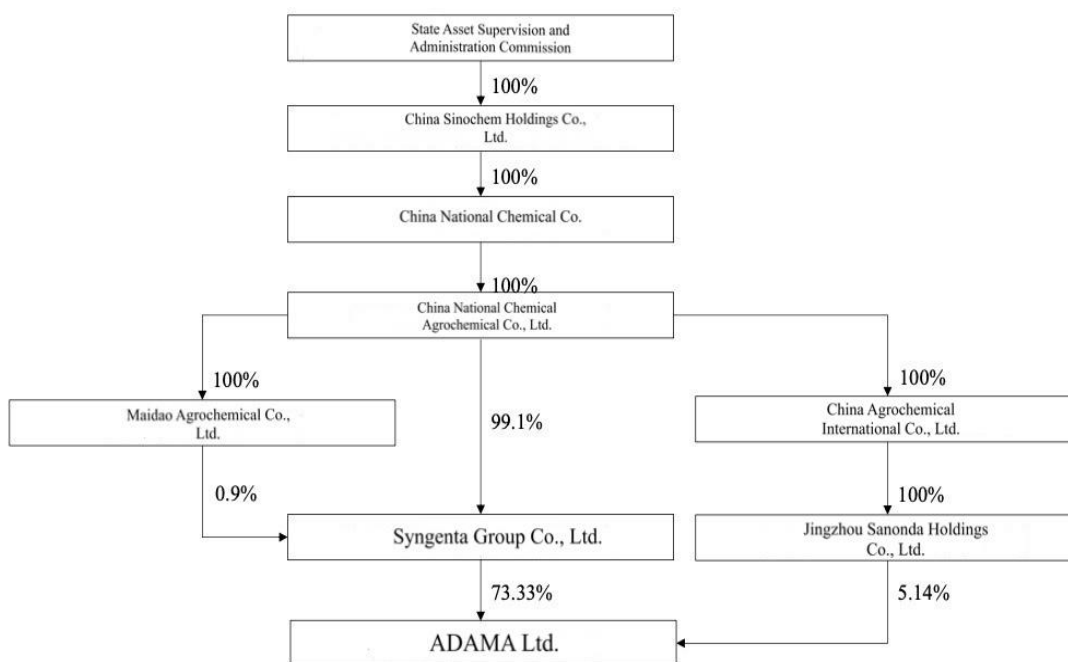 State Asset Supervision and
Administration Commission
100%
China Sinochem Holdings Co.,
Ltd.
100%
China National Chemical Co.
100%
China National Chemical
Agrochemical Co., Ltd.
100%
99.1%
100%
Maidao Agrochemical Co.,
Ltd.
China Agrochemical
International Co., Ltd.
0.9%
100%
Syngenta Group Co., Ltd.
Jingzhou Sanonda Holdings
Co., Ltd.
73.33%
5.14%
ADAMA Ltd.